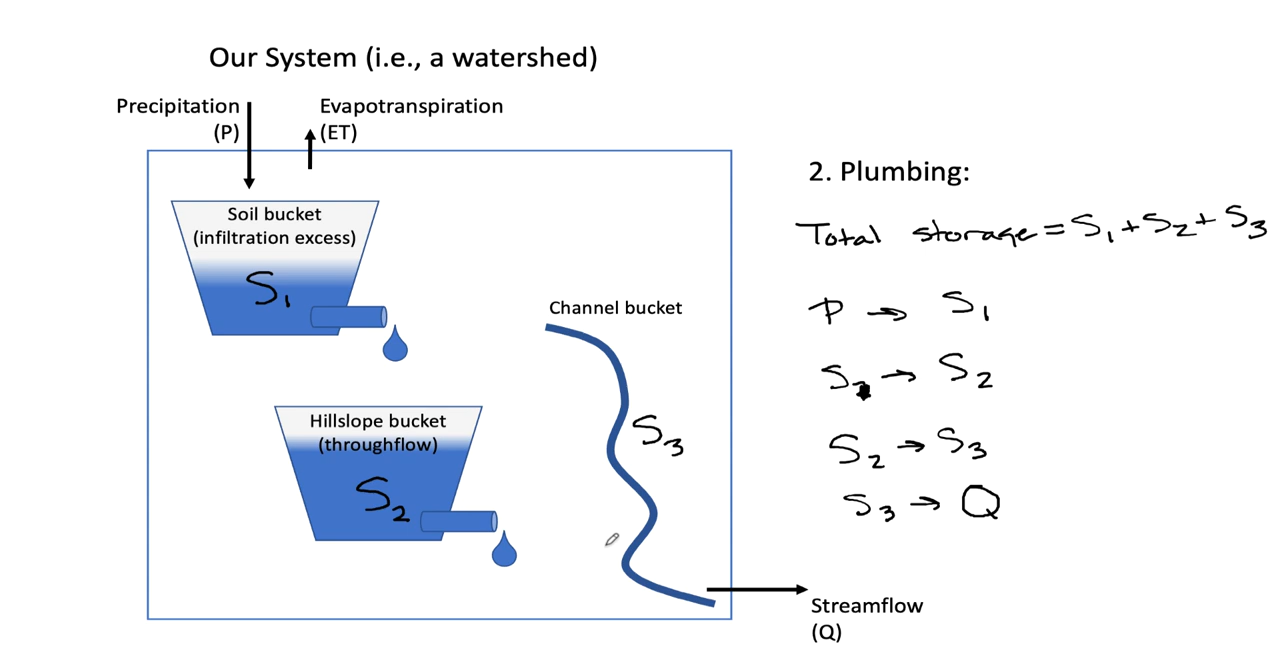 Our System (i.e., a watershed)
Precipitation
(P)
Evapotranspiration
(ET)
Soil bucket
(infiltration excess)
S₁
Channel bucket
S₃
Hillslope bucket
(throughflow)
S₂
Streamflow
(Q)
2. Plumbing:
Total storage = S₁ + S₂ + S₃
P → S₁
S → S₂
S₂ → S₃
S₃ → Q